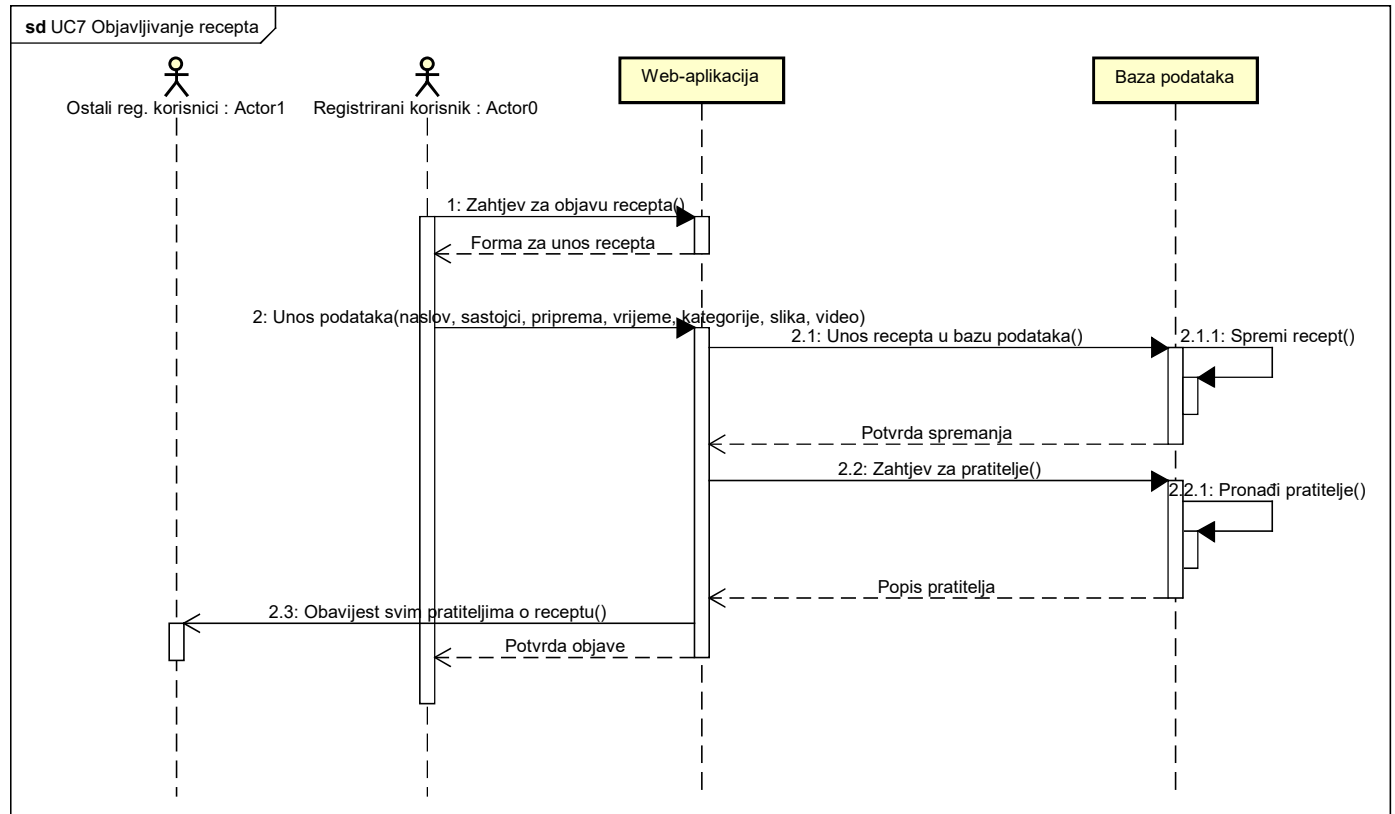 sd UC7 Objavljivanje recepta
Ostali reg. korisnici : Actor1
Registrirani korisnik : Actor0
Web-aplikacija
Baza podataka
1: Zahtjev za objavu recepta()
Forma za unos recepta
2: Unos podataka(naslov, sastojci, priprema, vrijeme, kategorije, slika, video)
2.1: Unos recepta u bazu podataka()
2.1.1: Spremi recept()
Potvrda spremanja
2.2: Zahtjev za pratitelje()
2.2.1: Pronađi pratitelje()
Popis pratitelja
2.3: Obavijest svim pratiteljima o receptu()
Potvrda objave